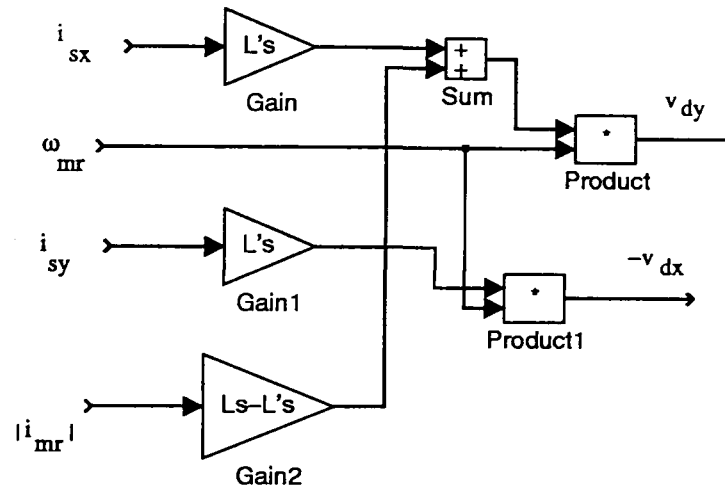 i sx
L's
Gain
+
+
Sum
v dy
ω mr
*
Product
i sy
L's
Gain1
-v dx
*
Product1
|i mr|
Ls-L's
Gain2